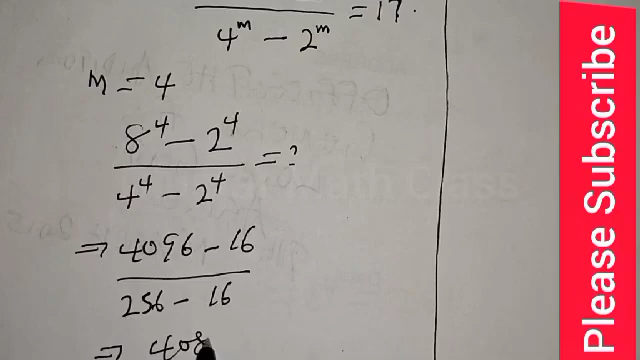 4^m - 2^m = 17.
m = 4
8^4 - 2^4
4^4 - 2^4 = ?
⇒ 4096 - 16
256 - 16
⇒ 408
Please Subscribe